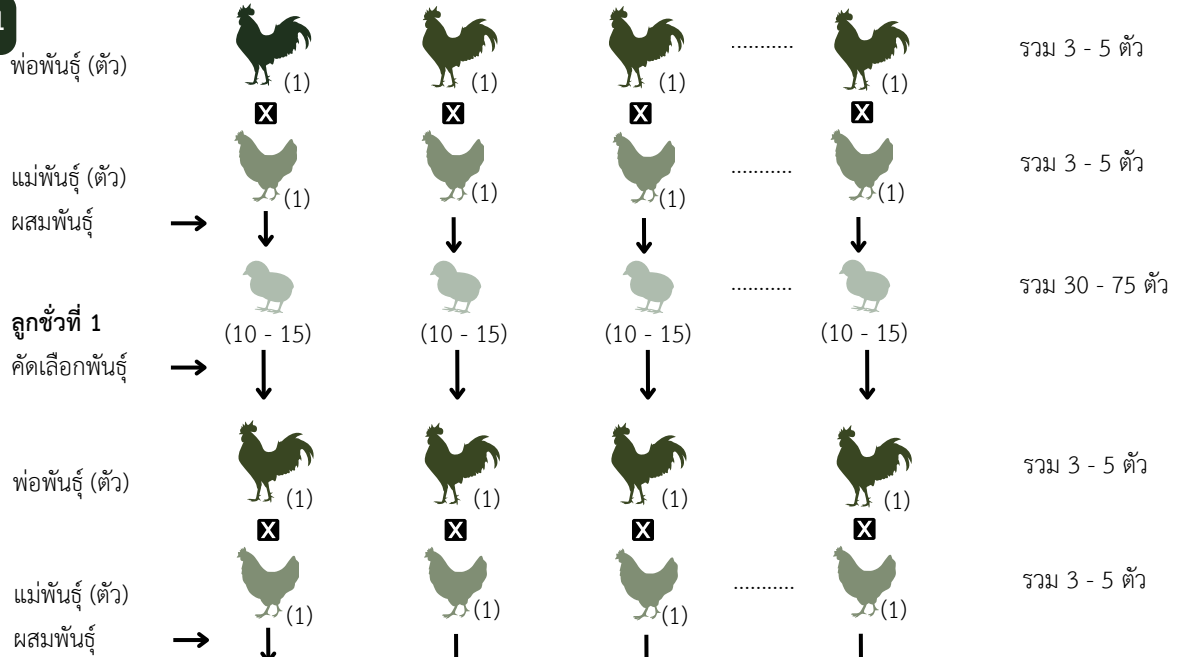 1
พ่อพันธุ์ (ตัว) (1) (1) (1) ........... (1) รวม 3 - 5 ตัว
X X X X
แม่พันธุ์ (ตัว) (1) (1) (1) ........... (1) รวม 3 - 5 ตัว
ผสมพันธุ์
........... รวม 30 - 75 ตัว
ลูกชั่วที่ 1 (10 - 15) (10 - 15) (10 - 15) (10 - 15)
คัดเลือกพันธุ์
พ่อพันธุ์ (ตัว) (1) (1) (1) (1) รวม 3 - 5 ตัว
X X X X
แม่พันธุ์ (ตัว) (1) (1) (1) ........... (1) รวม 3 - 5 ตัว
ผสมพันธุ์